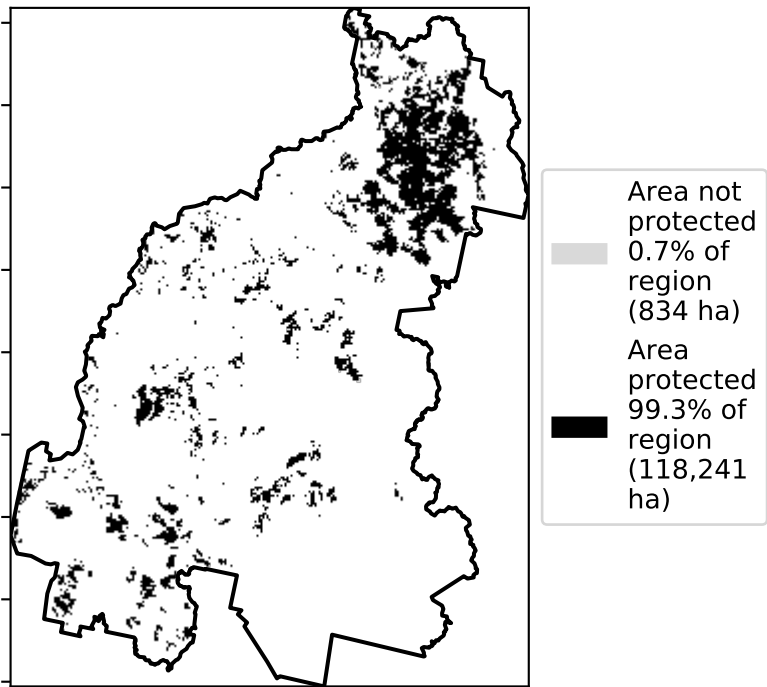 Area not
protected
0.7% of
region
(834 ha)
Area
protected
99.3% of
region
(118,241
ha)